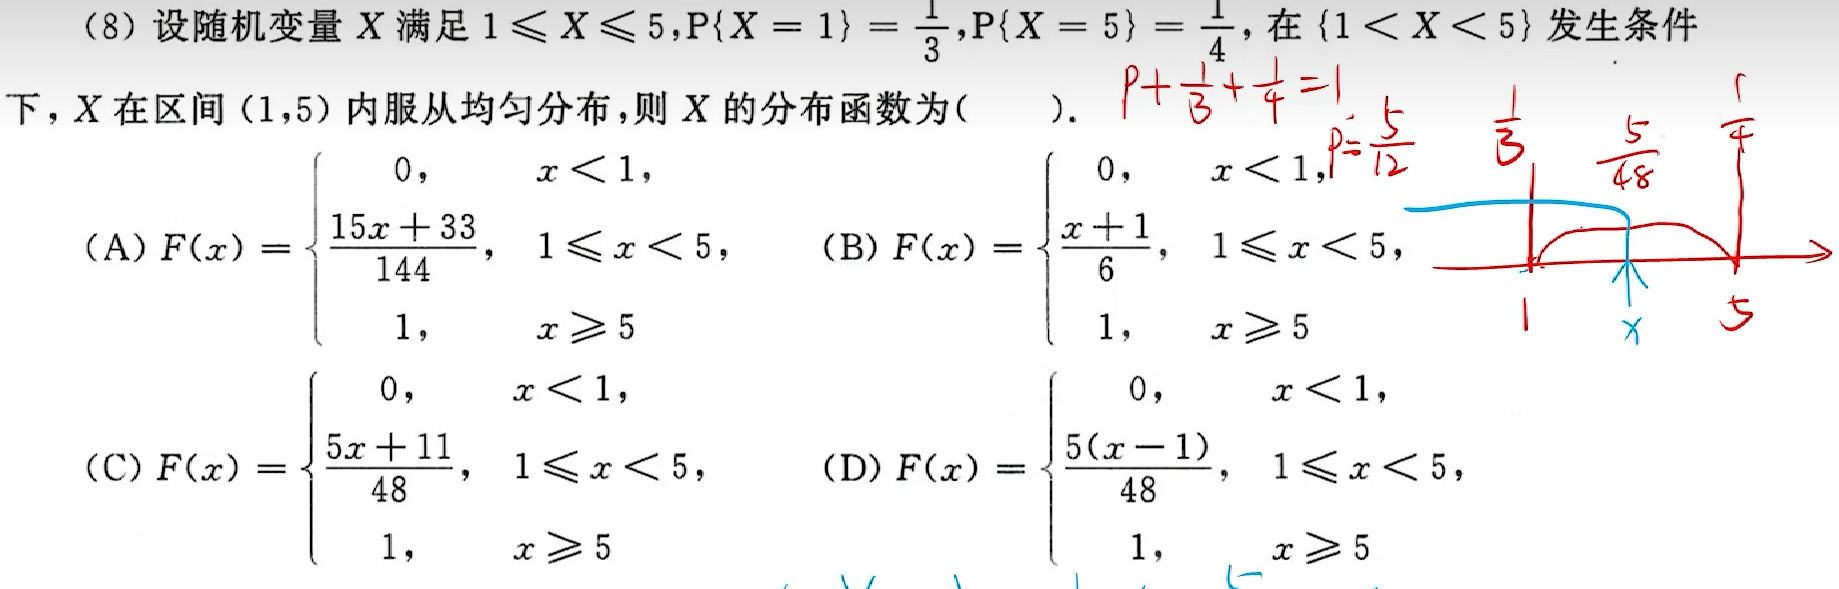 (8) 设随机变量 X 满足 1 ⩽ X ⩽ 5,P{X = 1} = 1/3,P{X = 5} = 1/4, 在 {1 < X < 5} 发生条件
下, X 在区间 (1,5) 内服从均匀分布,则 X 的分布函数为(    ).
P+1/3+1/4=1
P=5/12
1/3
5/48
1/4
1
x
5
(A) F(x) = { 0, x < 1,
(15x + 33)/144, 1 ⩽ x < 5,
1, x ⩾ 5
(B) F(x) = { 0, x < 1,
(x + 1)/6, 1 ⩽ x < 5,
1, x ⩾ 5
(C) F(x) = { 0, x < 1,
(5x + 11)/48, 1 ⩽ x < 5,
1, x ⩾ 5
(D) F(x) = { 0, x < 1,
5(x − 1)/48, 1 ⩽ x < 5,
1, x ⩾ 5